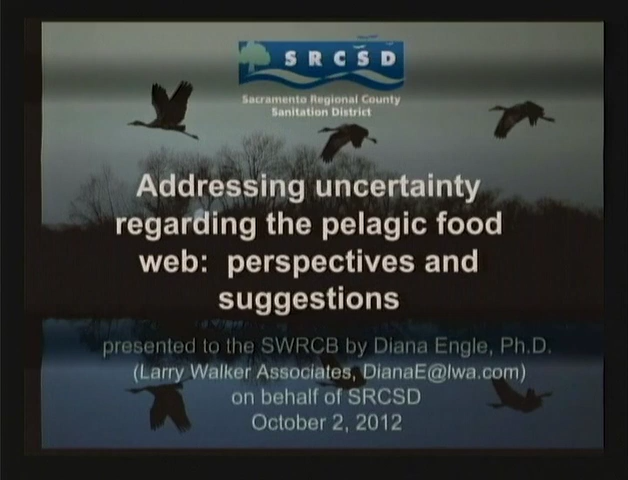 SRCSD
Sacramento Regional County
Sanitation District
Addressing uncertainty
regarding the pelagic food
web: perspectives and
suggestions
presented to the SWRCB by Diana Engle, Ph.D.
(Larry Walker Associates, DianaE@lwa.com)
on behalf of SRCSD
October 2, 2012